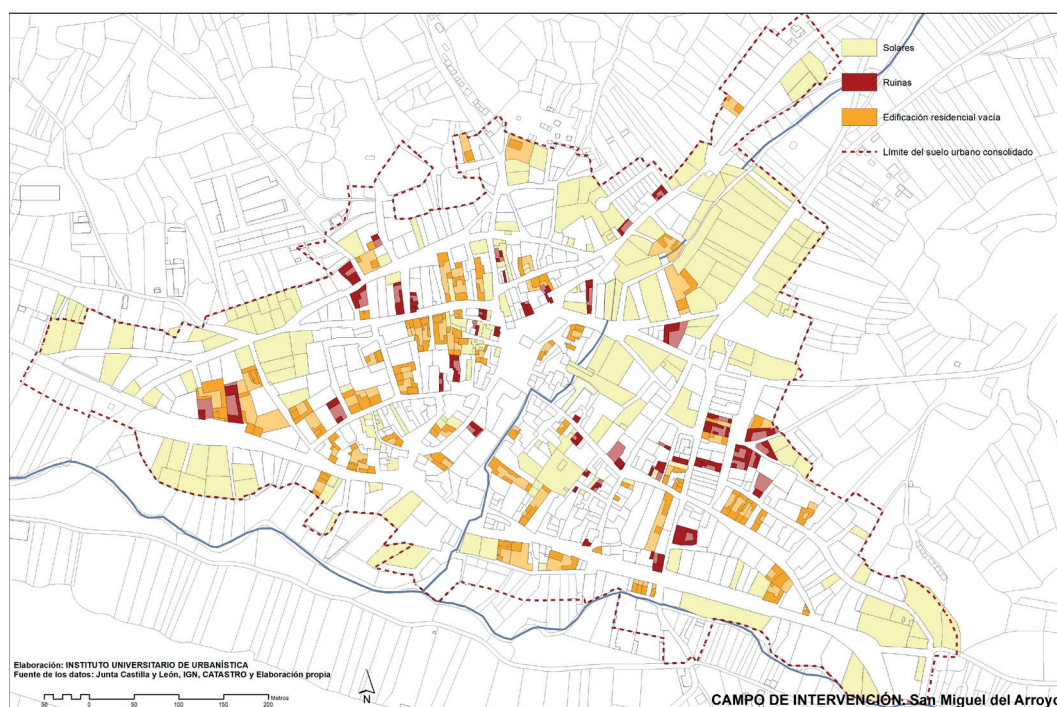 Solares
Ruinas
Edificación residencial vacía
Límite del suelo urbano consolidado
Elaboración: INSTITUTO UNIVERSITARIO DE URBANÍSTICA
Fuente de los datos: Junta Castilla y León, IGN, CATASTRO y Elaboración propia
50 0 50 100 150 200 Metros
N
CAMPO DE INTERVENCIÓN. San Miguel del Arroyo